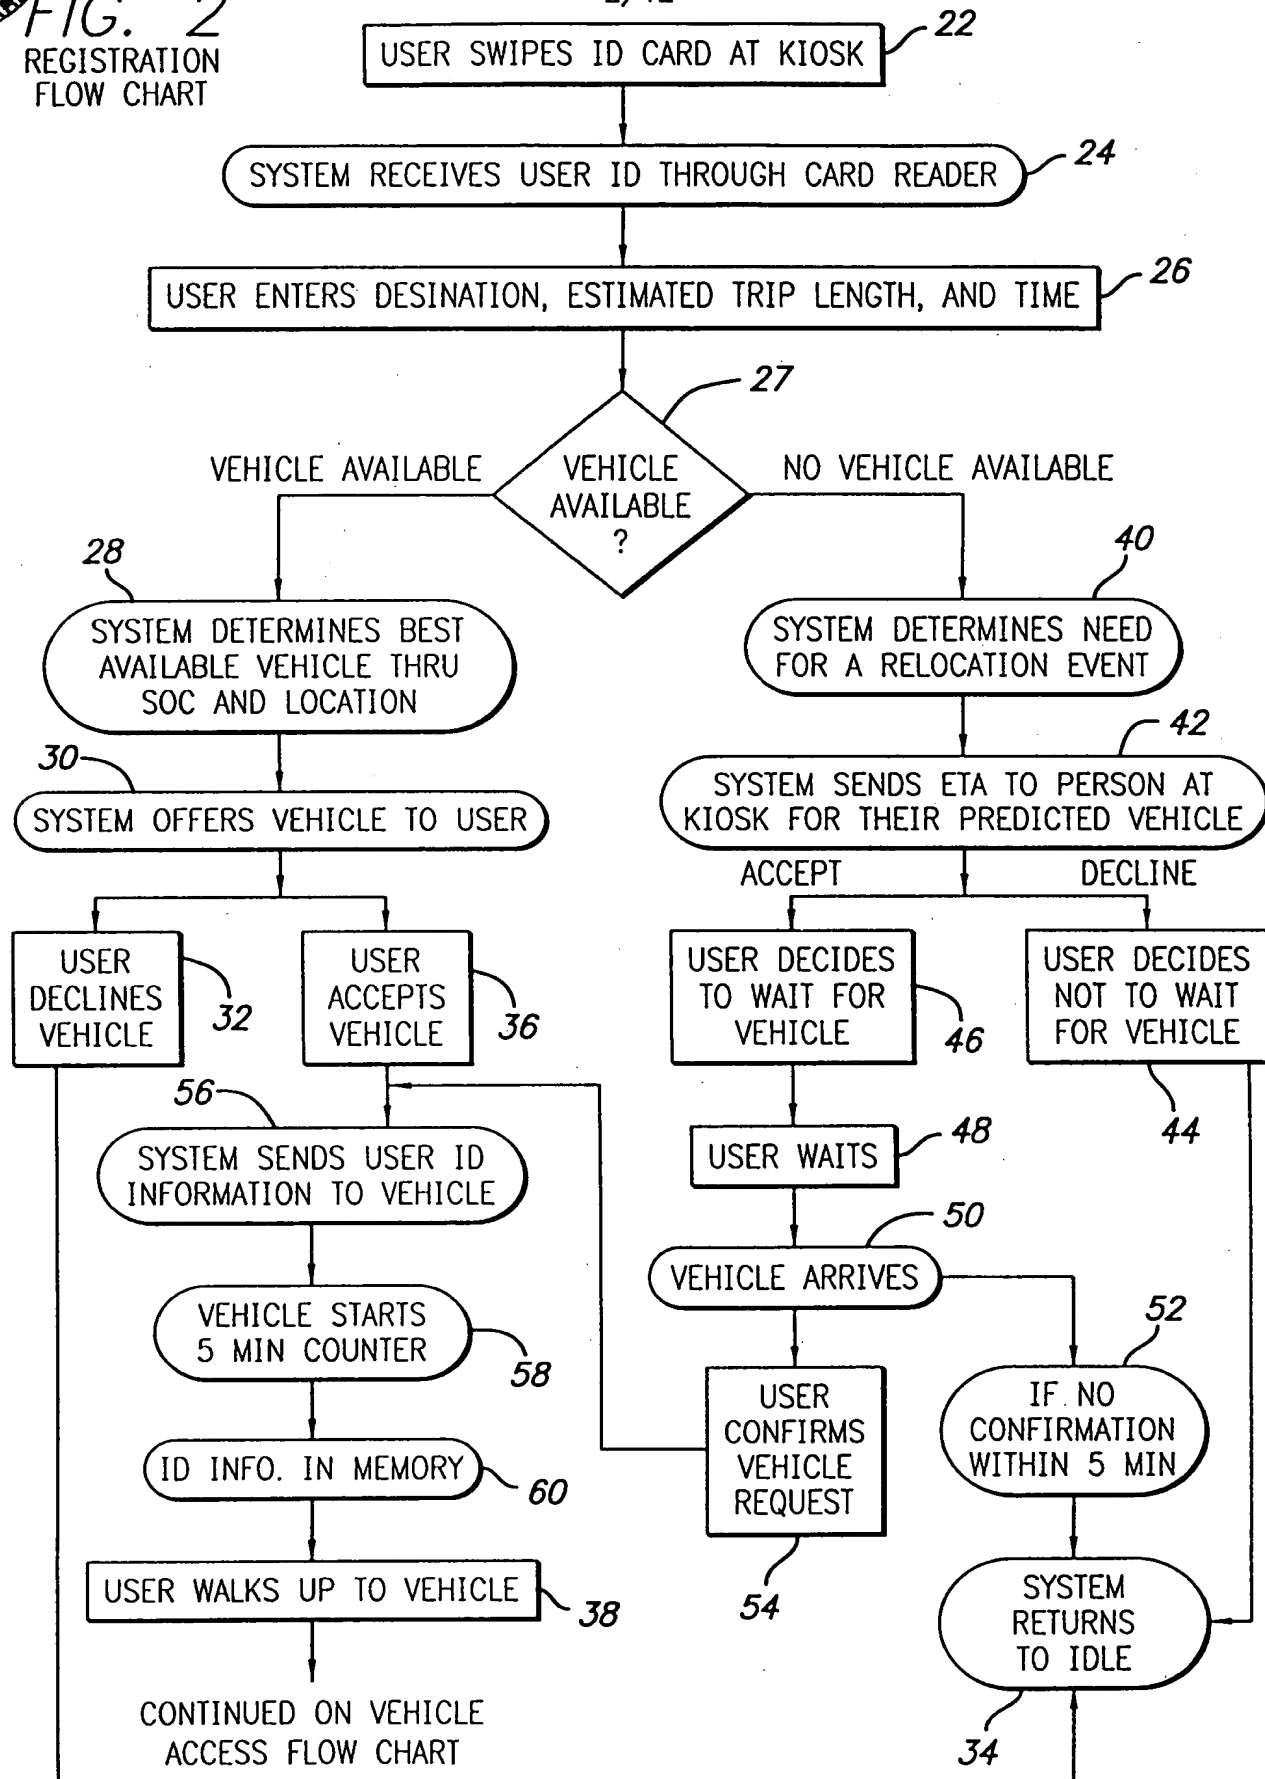 FIG. 2
REGISTRATION
FLOW CHART
USER SWIPES ID CARD AT KIOSK
22
SYSTEM RECEIVES USER ID THROUGH CARD READER
24
USER ENTERS DESINATION, ESTIMATED TRIP LENGTH, AND TIME
26
27
VEHICLE AVAILABLE
VEHICLE
AVAILABLE
?
NO VEHICLE AVAILABLE
28
SYSTEM DETERMINES BEST
AVAILABLE VEHICLE THRU
SOC AND LOCATION
40
SYSTEM DETERMINES NEED
FOR A RELOCATION EVENT
30
SYSTEM OFFERS VEHICLE TO USER
42
SYSTEM SENDS ETA TO PERSON AT
KIOSK FOR THEIR PREDICTED VEHICLE
ACCEPT
DECLINE
USER
DECLINES
VEHICLE
32
USER
ACCEPTS
VEHICLE
36
USER DECIDES
TO WAIT FOR
VEHICLE
46
USER DECIDES
NOT TO WAIT
FOR VEHICLE
44
56
SYSTEM SENDS USER ID
INFORMATION TO VEHICLE
USER WAITS
48
VEHICLE ARRIVES
50
VEHICLE STARTS
5 MIN COUNTER
58
USER
CONFIRMS
VEHICLE
REQUEST
54
52
IF NO
CONFIRMATION
WITHIN 5 MIN
ID INFO. IN MEMORY
60
USER WALKS UP TO VEHICLE
38
SYSTEM
RETURNS
TO IDLE
34
CONTINUED ON VEHICLE
ACCESS FLOW CHART